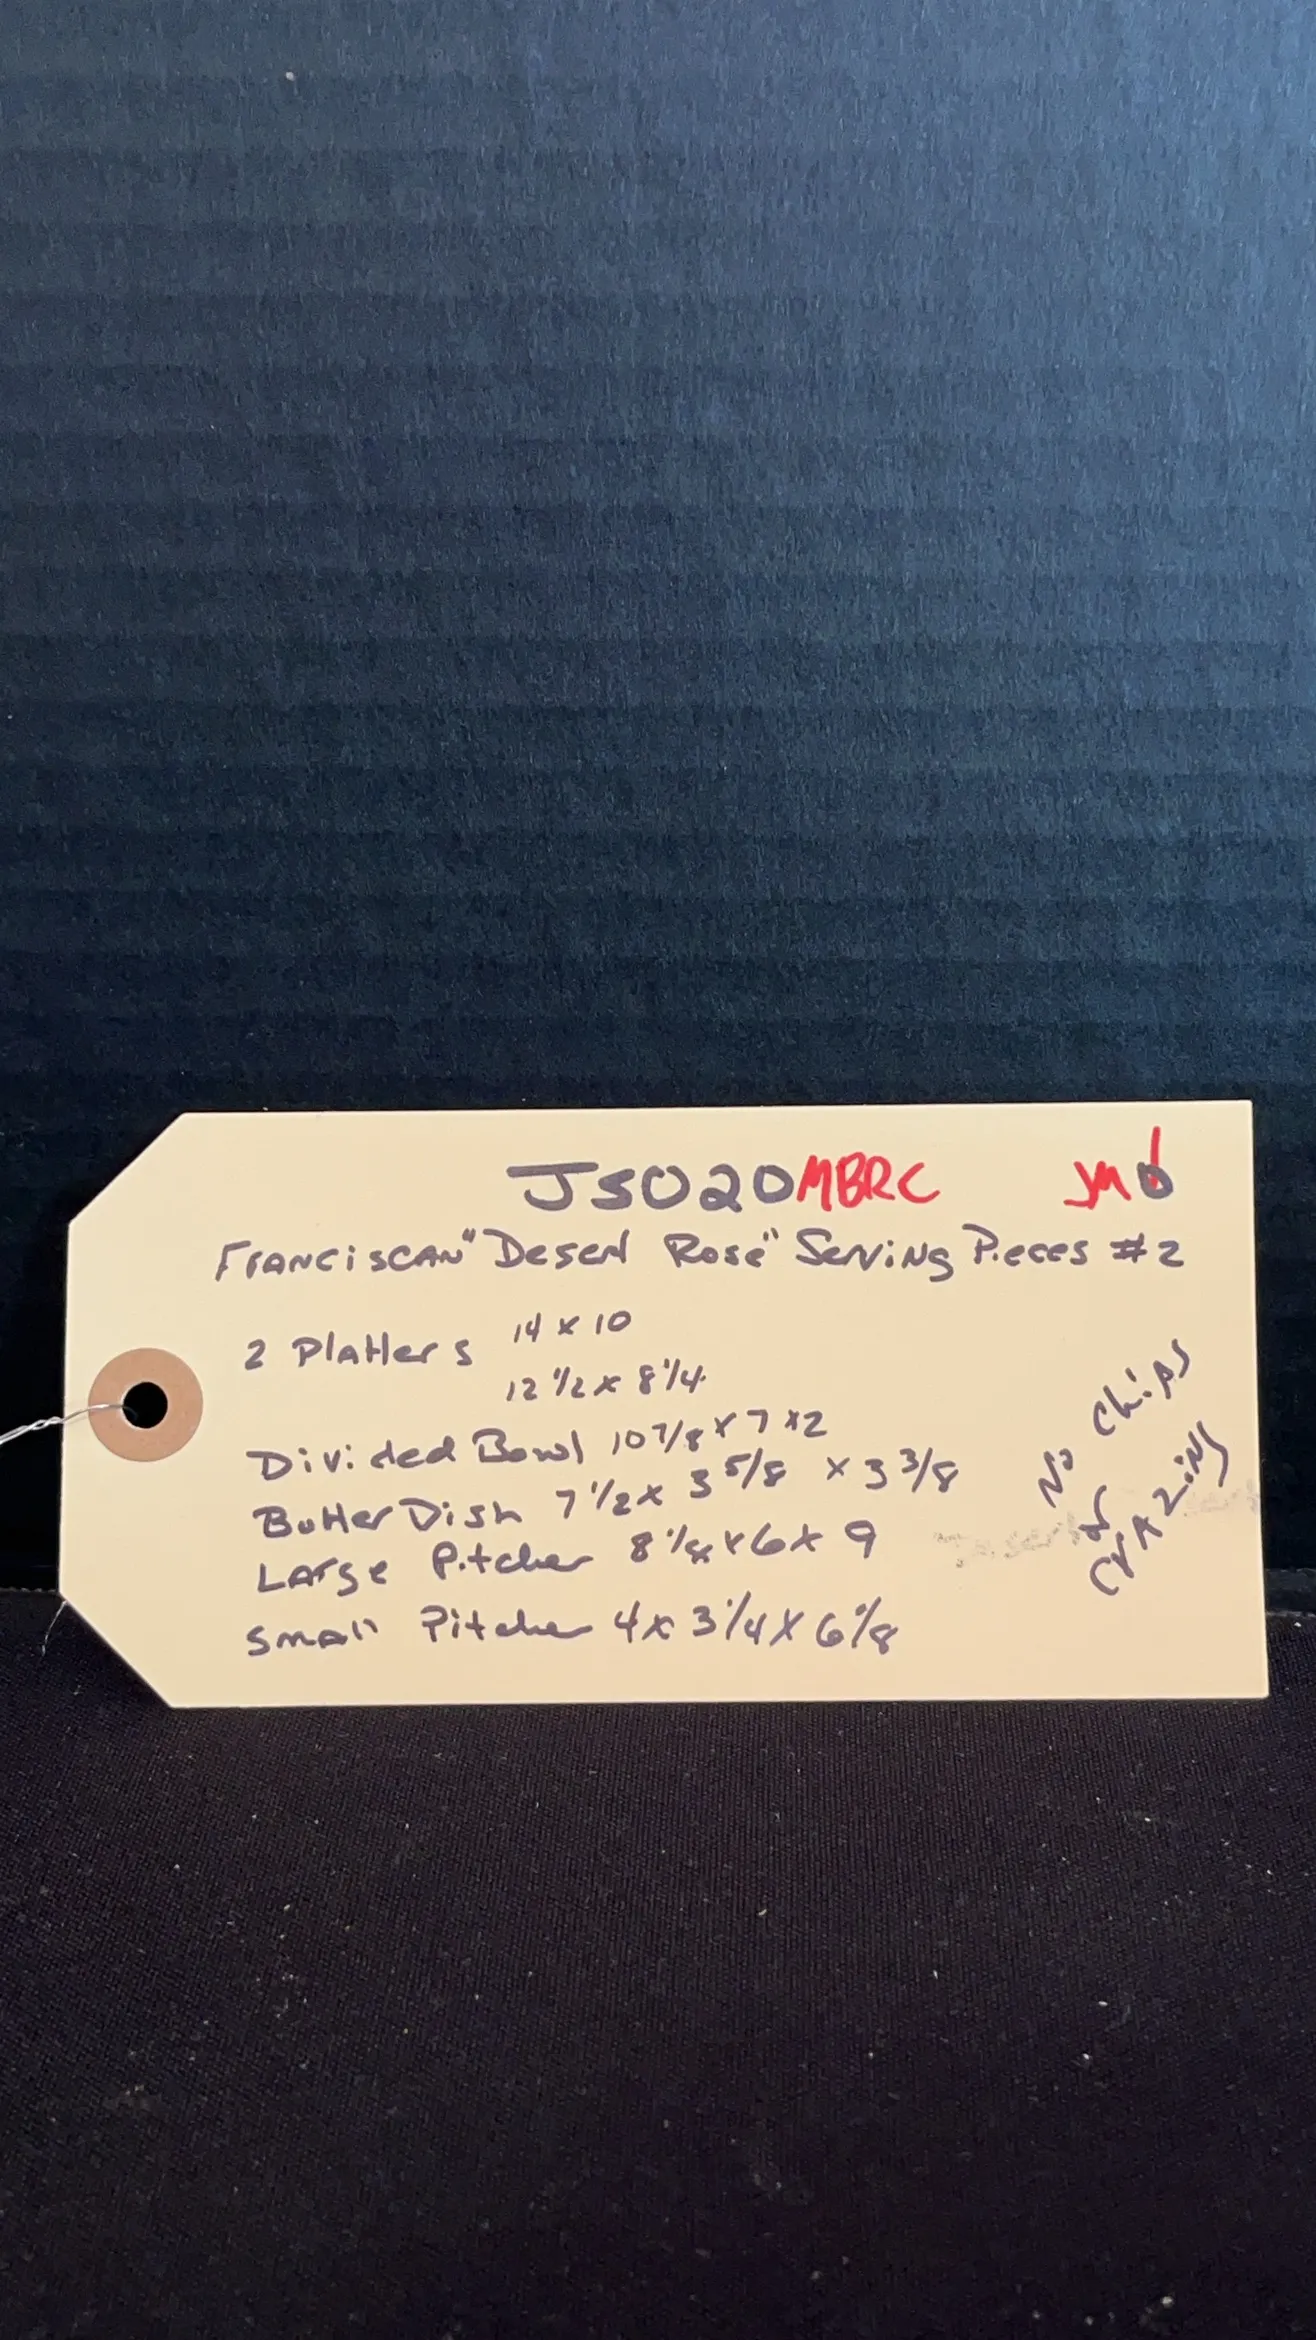 JS020MBRC JMO
Franciscan "Desert Rose" Serving Pieces #2
2 Platters 14 x 10
12 1/2 x 8 1/4
Divided Bowl 10 7/8 x 7 x 2
Butter Dish 7 1/2 x 3 5/8 x 3 3/8
Large Pitcher 8 1/8 x 6 x 9
Small Pitcher 4 x 3 1/4 x 6 1/8
No Chips
or
Crazing